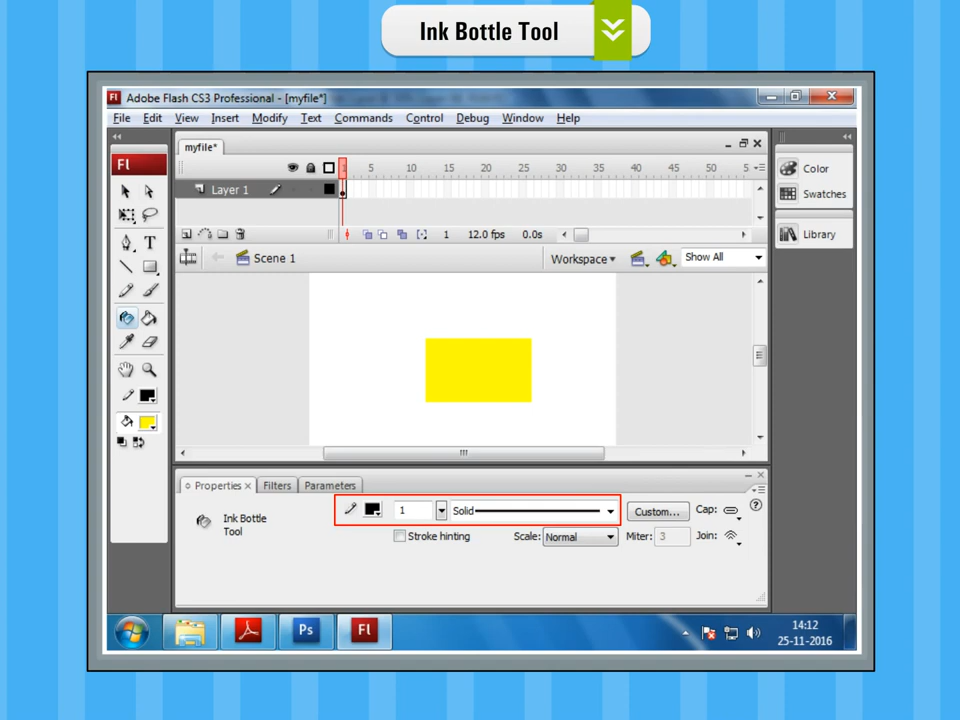 Ink Bottle Tool
Fl Adobe Flash CS3 Professional - [myfile*]
File Edit View Insert Modify Text Commands Control Debug Window Help
myfile*
Fl
1 5 10 15 20 25 30 35 40 45 50 5
Layer 1
1 12.0 fps 0.0s
Scene 1 Workspace Show All
Color
Swatches
Library
T
Properties × Filters Parameters
Ink Bottle
Tool
1 Solid Custom... Cap:
Stroke hinting Scale: Normal Miter: 3 Join:
Ps Fl
14:12
25-11-2016